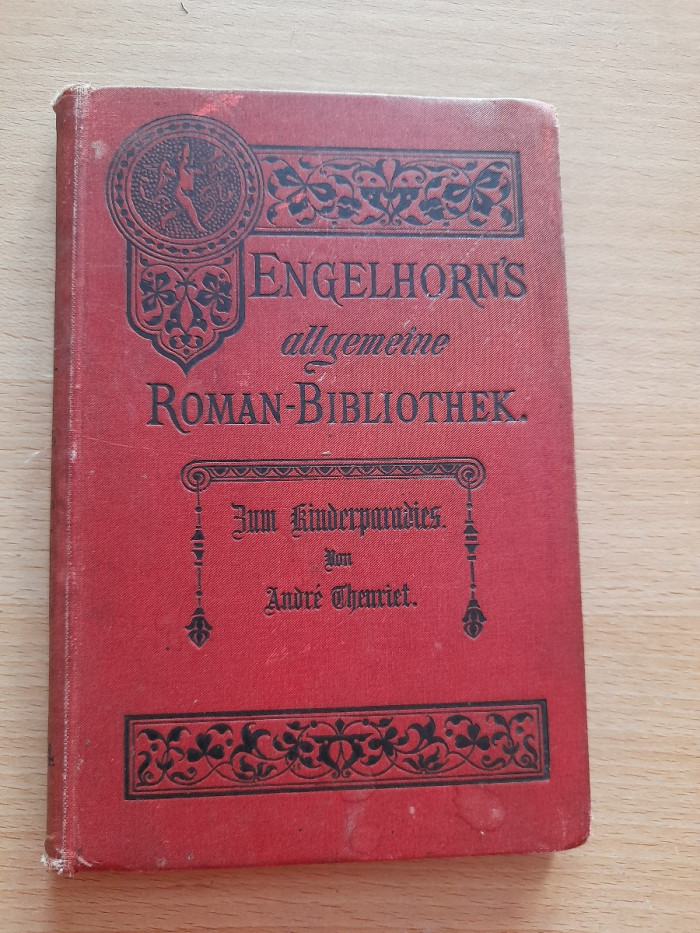 ENGELHORN'S
allgemeine
ROMAN-BIBLIOTHEK.
Zum Kinderparadies.
Von
André Theuriet.